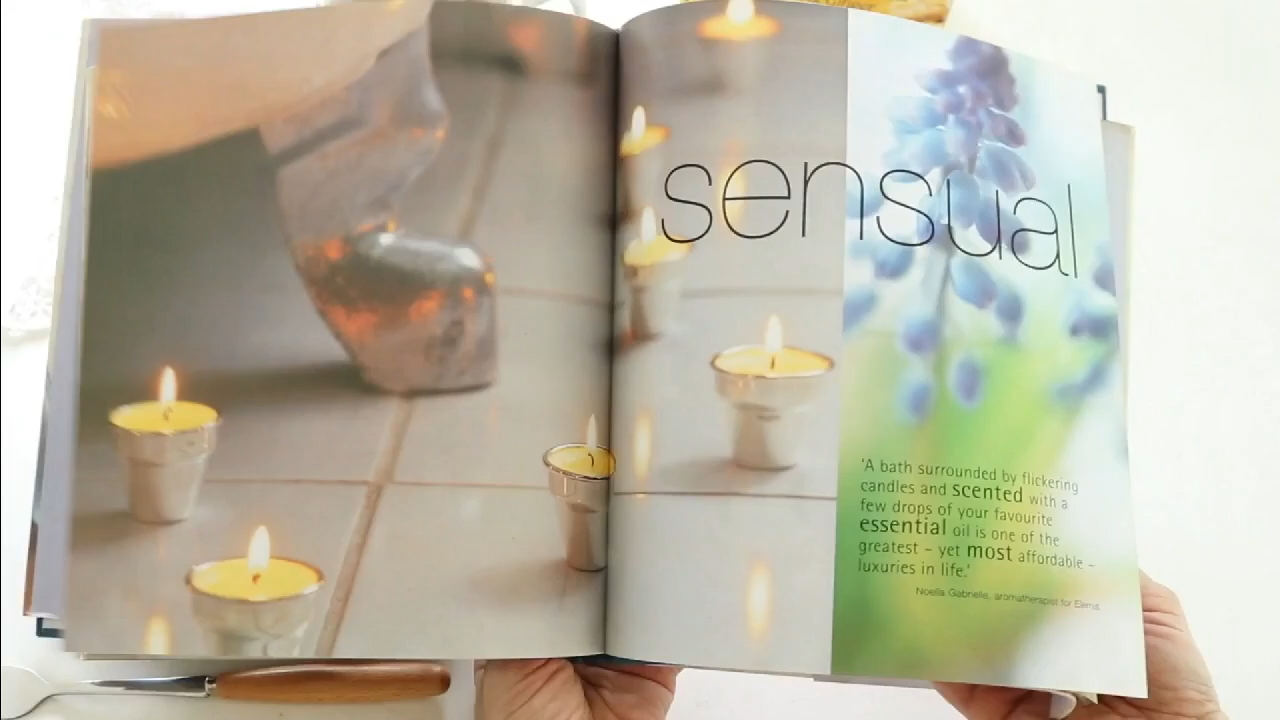 sensual
'A bath surrounded by flickering
candles and scented with a
few drops of your favourite
essential oil is one of the
greatest – yet most affordable –
luxuries in life.'
Noella Gabrielle, aromatherapist for Elemis